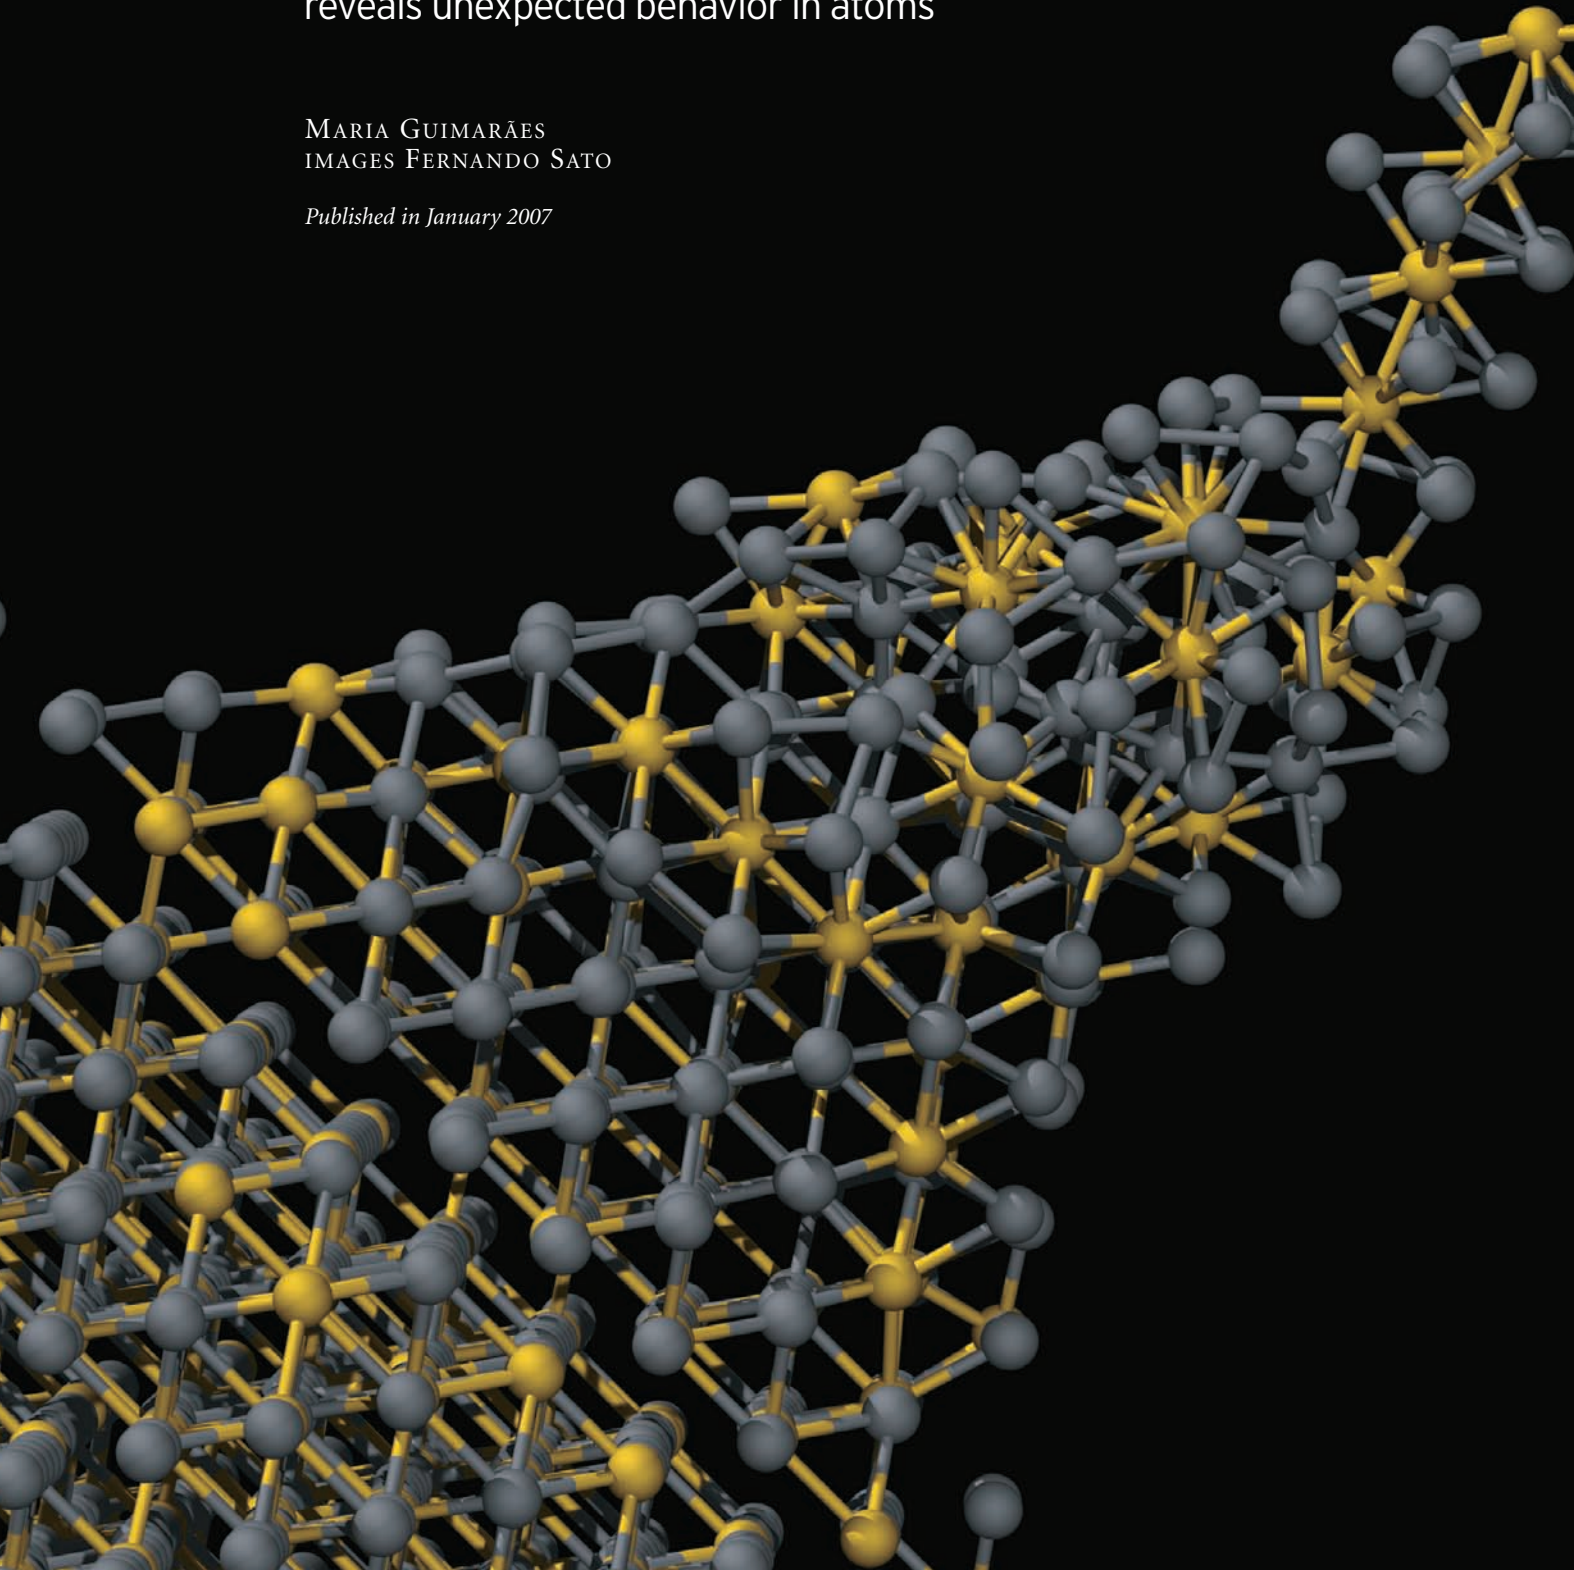 reveals unexpected behavior in atoms
Maria Guimarães
images Fernando Sato
Published in January 2007